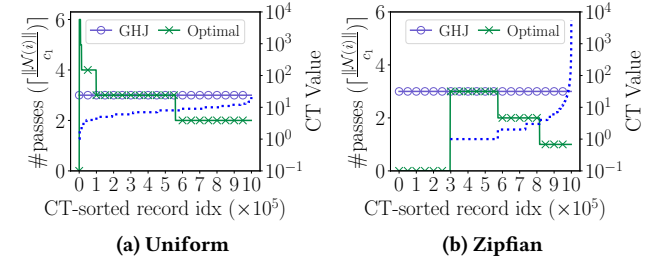 GHJ Optimal
#passes (⌈‖N(i)‖/c₁⌉)
6
4
2
0
10⁴
10³
10²
10¹
10⁰
10⁻¹
CT Value
0 1 2 3 4 5 6 7 8 9 10
CT-sorted record idx (×10⁵)
(a) Uniform
GHJ Optimal
#passes (⌈‖N(i)‖/c₁⌉)
6
4
2
0
10⁴
10³
10²
10¹
10⁰
10⁻¹
CT Value
0 1 2 3 4 5 6 7 8 9 10
CT-sorted record idx (×10⁵)
(b) Zipfian